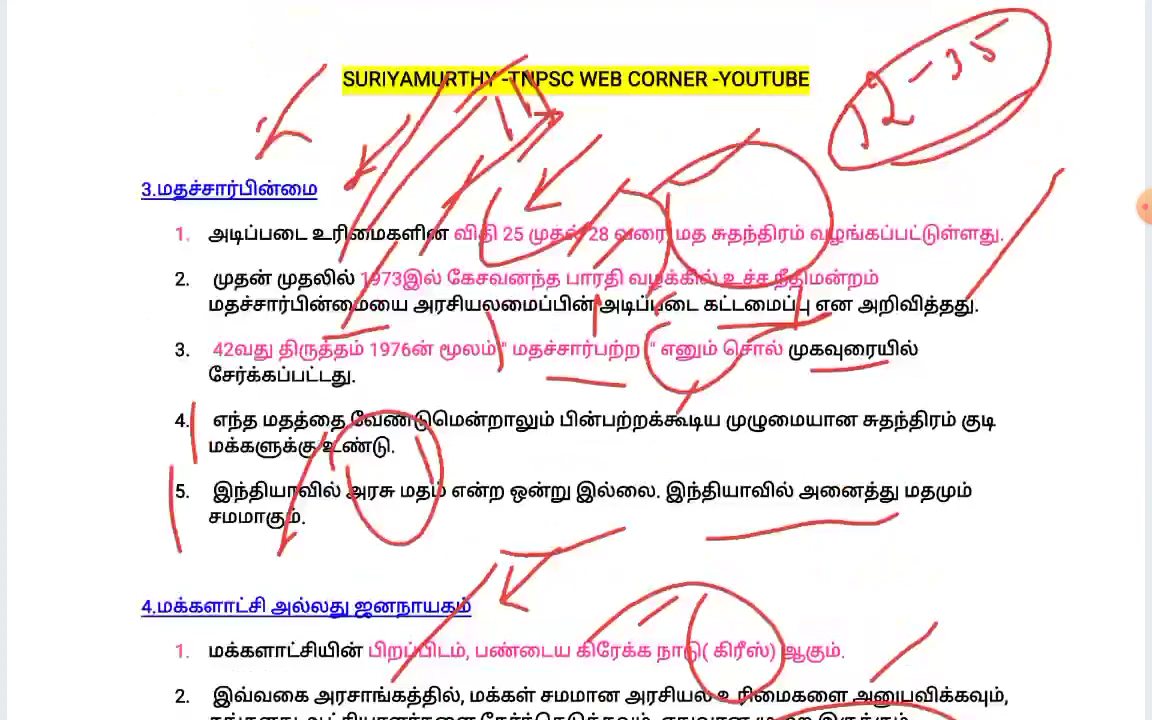 SURIYAMURTHY -TNPSC WEB CORNER -YOUTUBE
12-35
3.மதச்சார்பின்மை
1. அடிப்படை உரிமைகளின் விதி 25 முதல் 28 வரை மத சுதந்திரம் வழங்கப்பட்டுள்ளது.
2. முதன் முதலில் 1973இல் கேசவனந்த பாரதி வழக்கில் உச்ச நீதிமன்றம்
மதச்சார்பின்மையை அரசியலமைப்பின் அடிப்படை கட்டமைப்பு என அறிவித்தது.
3. 42வது திருத்தம் 1976ன் மூலம் " மதச்சார்பற்ற " எனும் சொல் முகவுரையில்
சேர்க்கப்பட்டது.
4. எந்த மதத்தை வேண்டுமென்றாலும் பின்பற்றக்கூடிய முழுமையான சுதந்திரம் குடி
மக்களுக்கு உண்டு.
5. இந்தியாவில் அரசு மதம் என்ற ஒன்று இல்லை. இந்தியாவில் அனைத்து மதமும்
சமமாகும்.
4.மக்களாட்சி அல்லது ஜனநாயகம்
1. மக்களாட்சியின் பிறப்பிடம், பண்டைய கிரேக்க நாடு( கிரீஸ்) ஆகும்.
2. இவ்வகை அரசாங்கத்தில், மக்கள் சமமான அரசியல் உரிமைகளை அனுபவிக்கவும்,